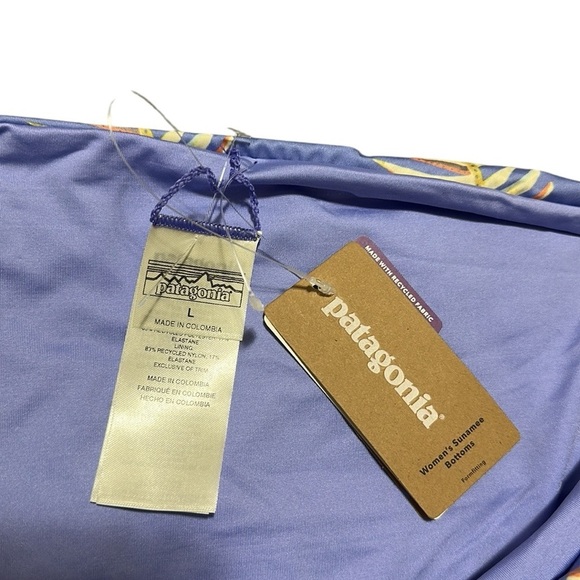 patagonia
L
MADE IN COLOMBIA
ELASTANE
LINING:
83% RECYCLED NYLON, 17%
ELASTANE
EXCLUSIVE OF TRIM
MADE IN COLOMBIA
FABRIQUÉ EN COLOMBIE
HECHO EN COLOMBIA
MADE WITH RECYCLED FABRIC
patagonia®
Women's Sunamee
Bottoms
Formfitting